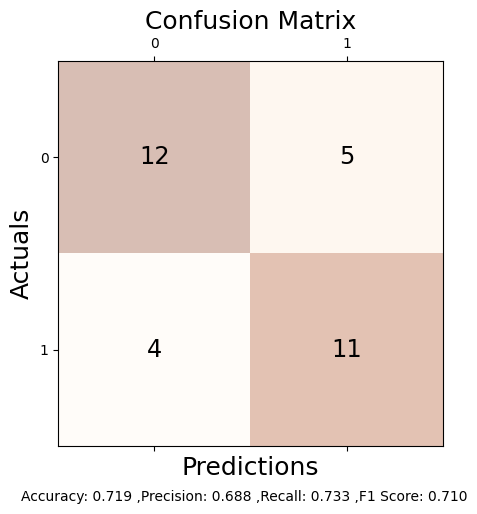 Confusion Matrix
0 1
0 12 5
Actuals
1 4 11
Predictions
Accuracy: 0.719 ,Precision: 0.688 ,Recall: 0.733 ,F1 Score: 0.710